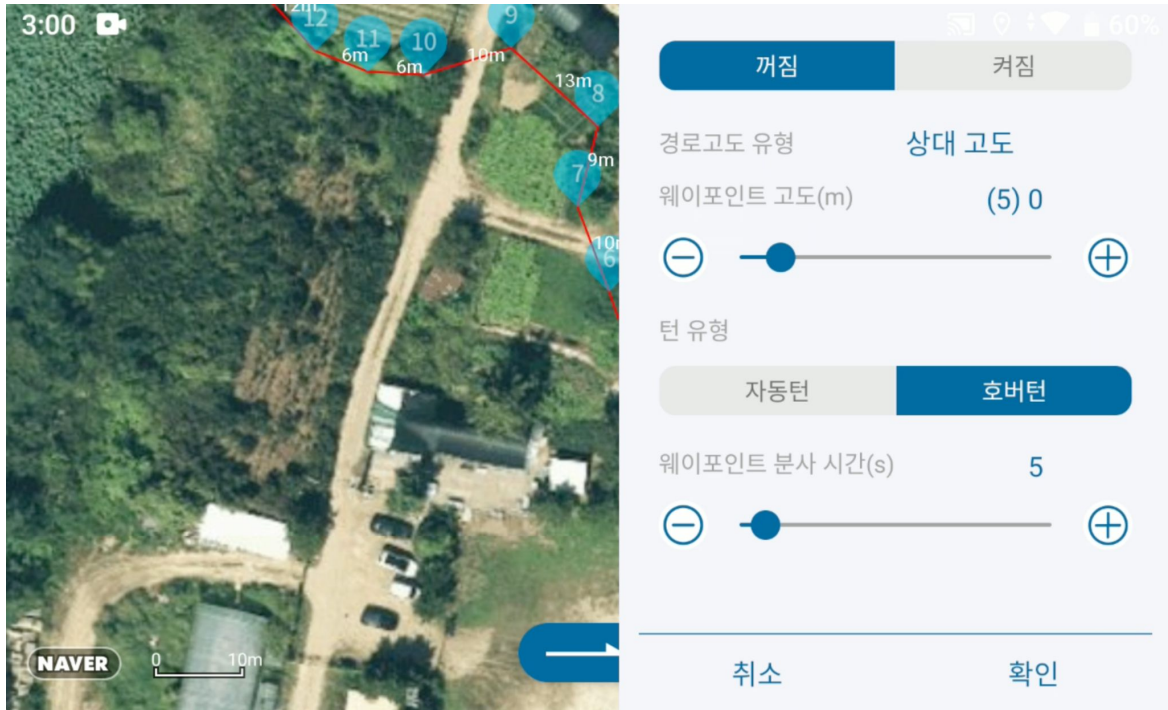 3:00
60%
12m
12
11
10
9
6m
6m
10m
13m
8
7
9m
6
NAVER
0
10m
꺼짐
켜짐
경로고도 유형
상대 고도
웨이포인트 고도(m)
(5) 0
턴 유형
자동턴
호버턴
웨이포인트 분사 시간(s)
5
취소
확인